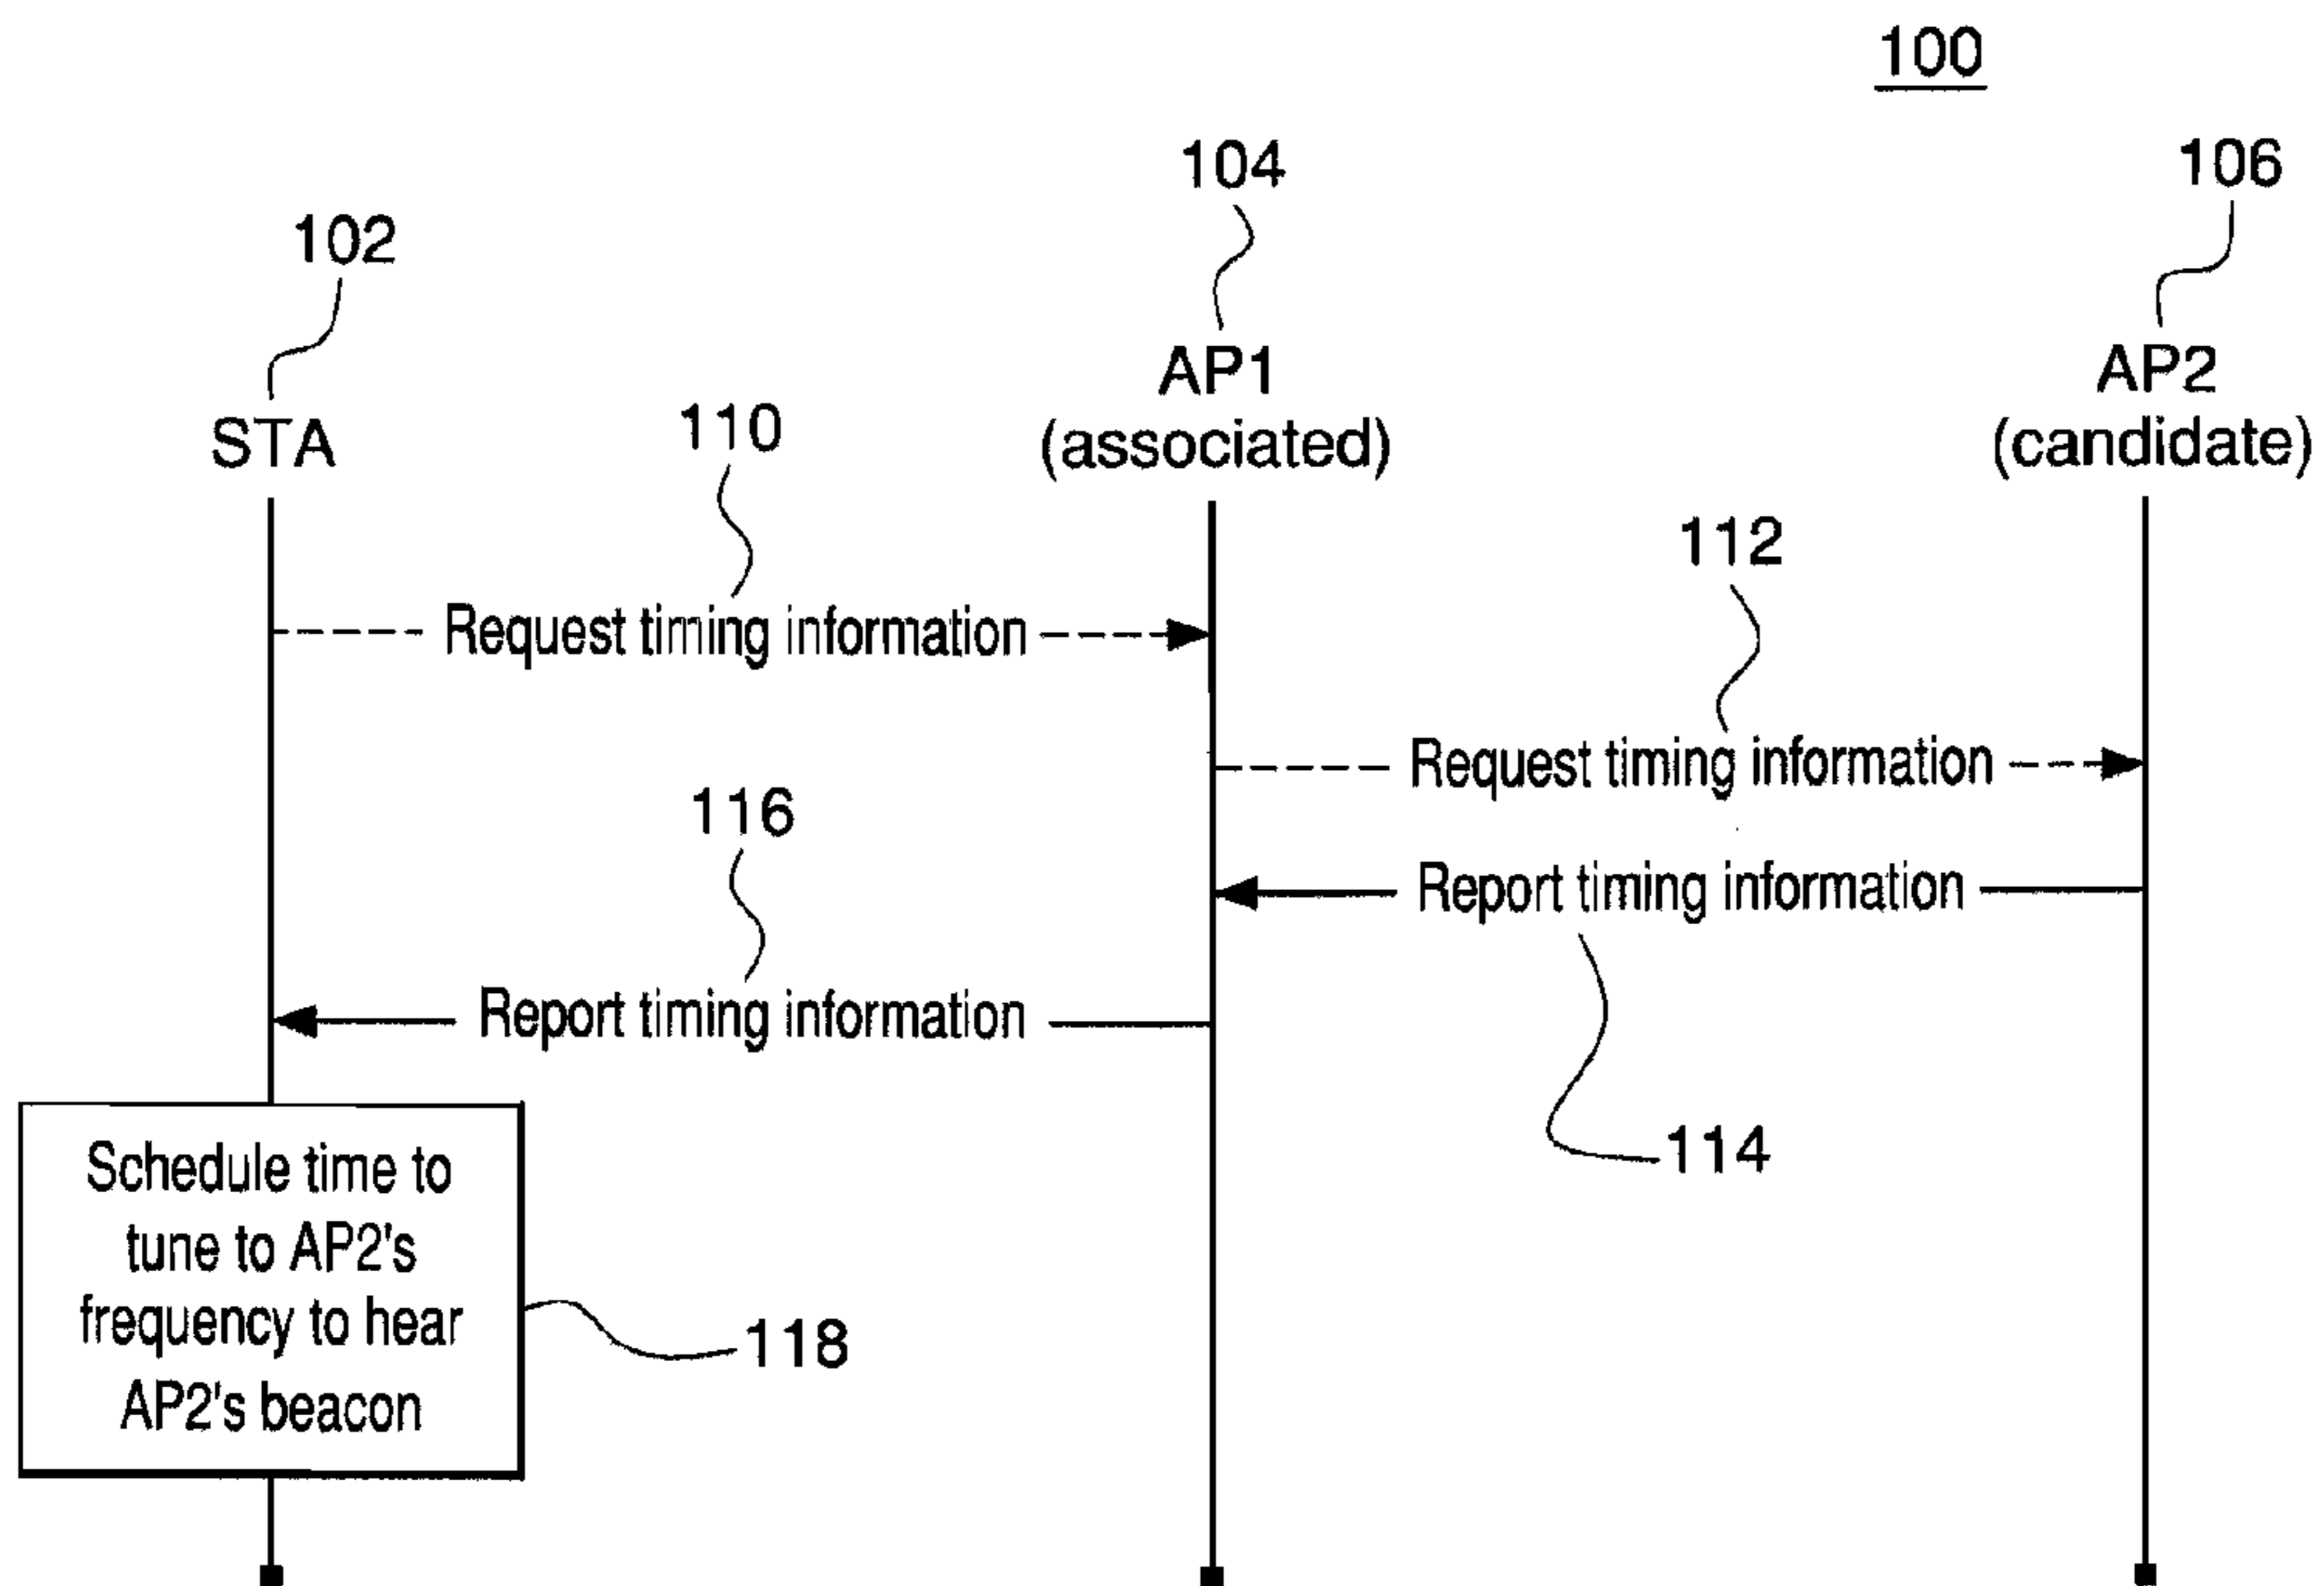 100
104
106
102
AP1
(associated)
AP2
(candidate)
STA
110
112
Request timing information
Request timing information
116
Report timing information
Report timing information
114
Schedule time to
tune to AP2's
frequency to hear
AP2's beacon
118